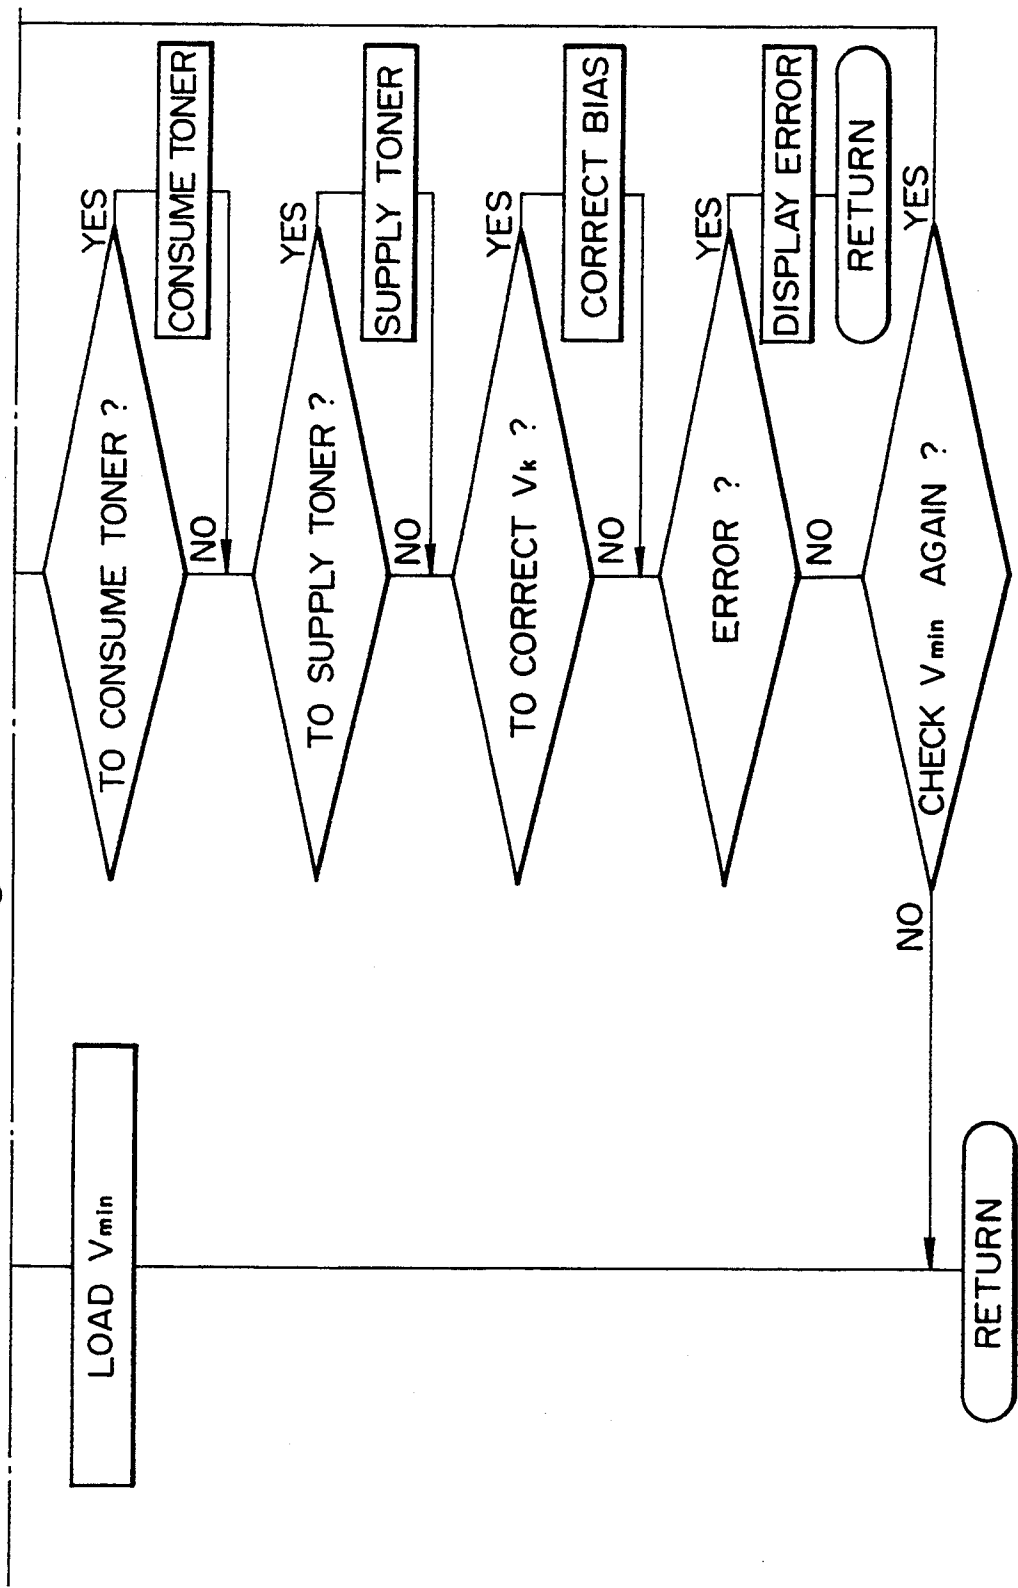 LOAD Vmin
RETURN
TO CONSUME TONER ?
YES
CONSUME TONER
NO
TO SUPPLY TONER ?
YES
SUPPLY TONER
NO
TO CORRECT Vk ?
YES
CORRECT BIAS
NO
ERROR ?
YES
DISPLAY ERROR
RETURN
NO
CHECK Vmin AGAIN ?
YES
NO